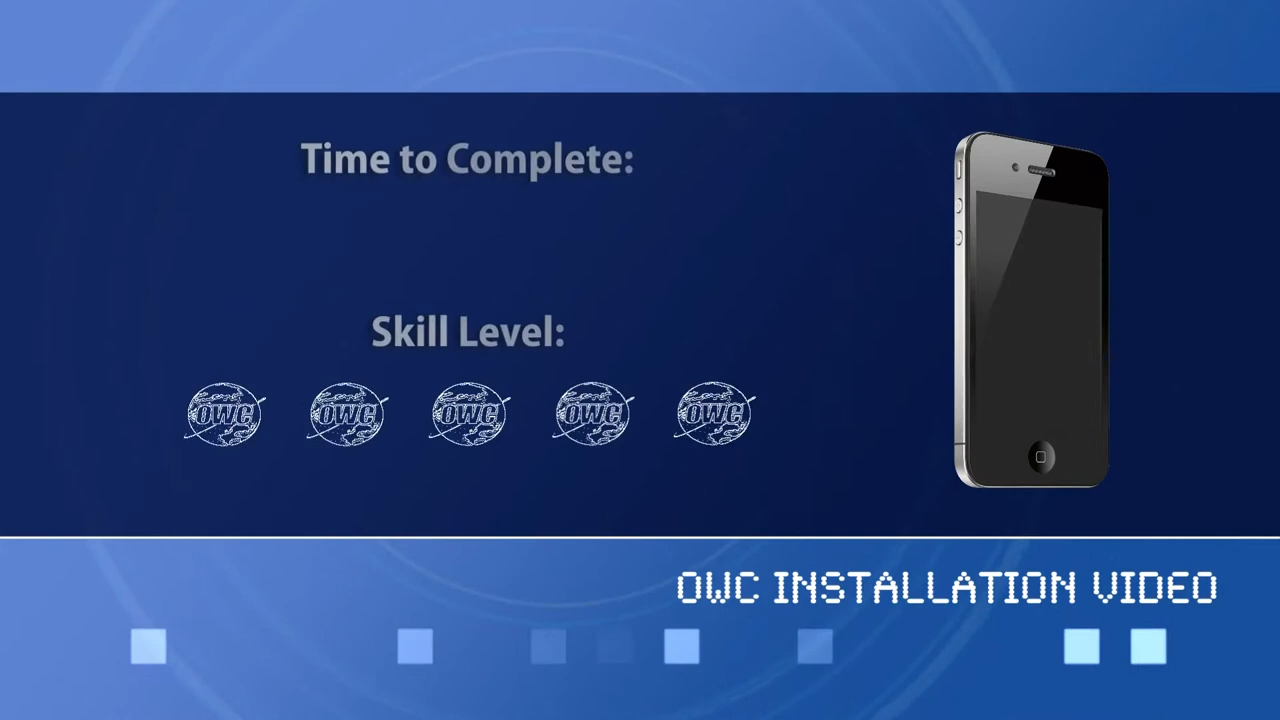 Time to Complete:
Skill Level:
OWC OWC OWC OWC OWC
OWC INSTALLATION VIDEO